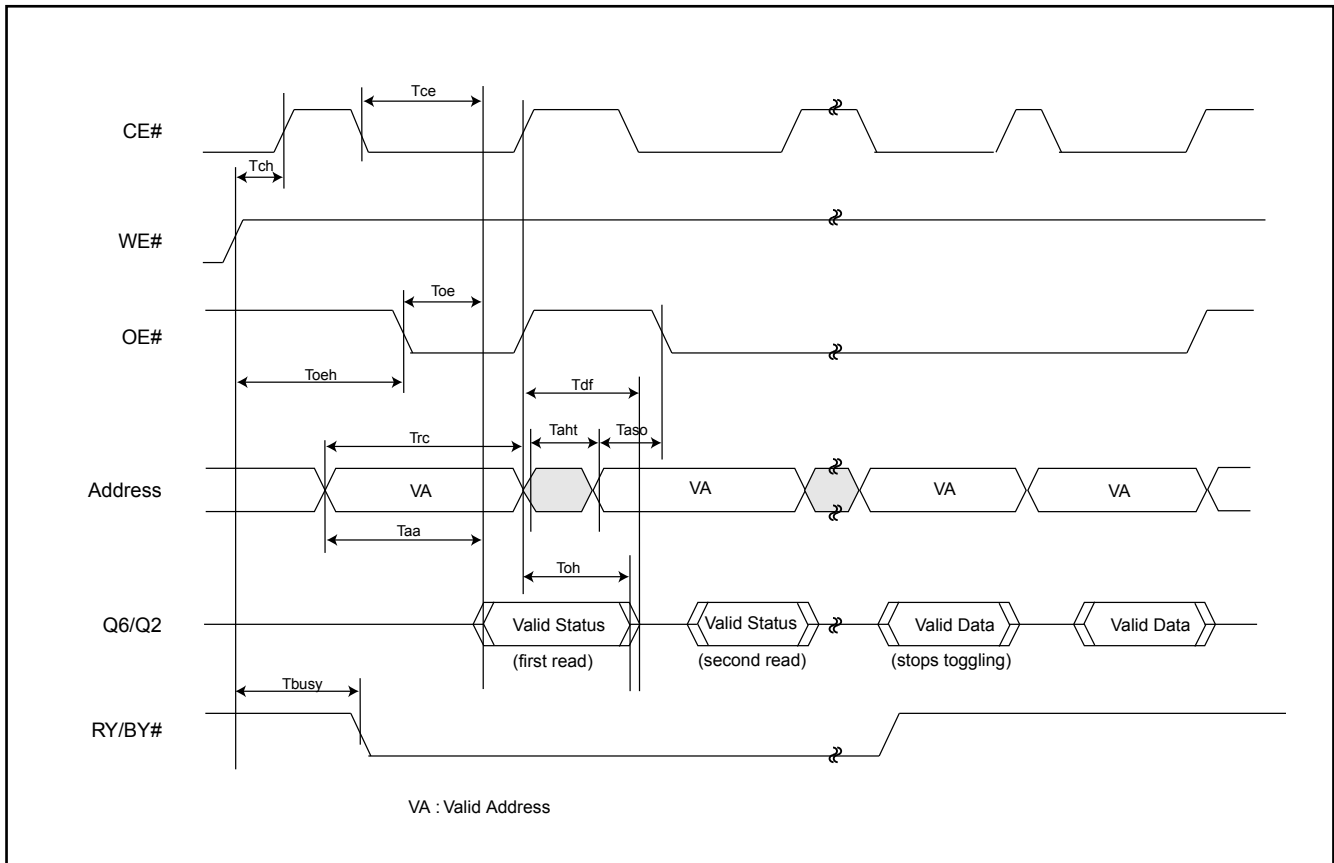 Tce
CE#
Tch
WE#
Toe
OE#
Toeh
Tdf
Trc
Taht
Taso
Address
VA
VA
VA
VA
Taa
Toh
Q6/Q2
Valid Status
Valid Status
Valid Data
Valid Data
(first read)
(second read)
(stops toggling)
Tbusy
RY/BY#
VA : Valid Address